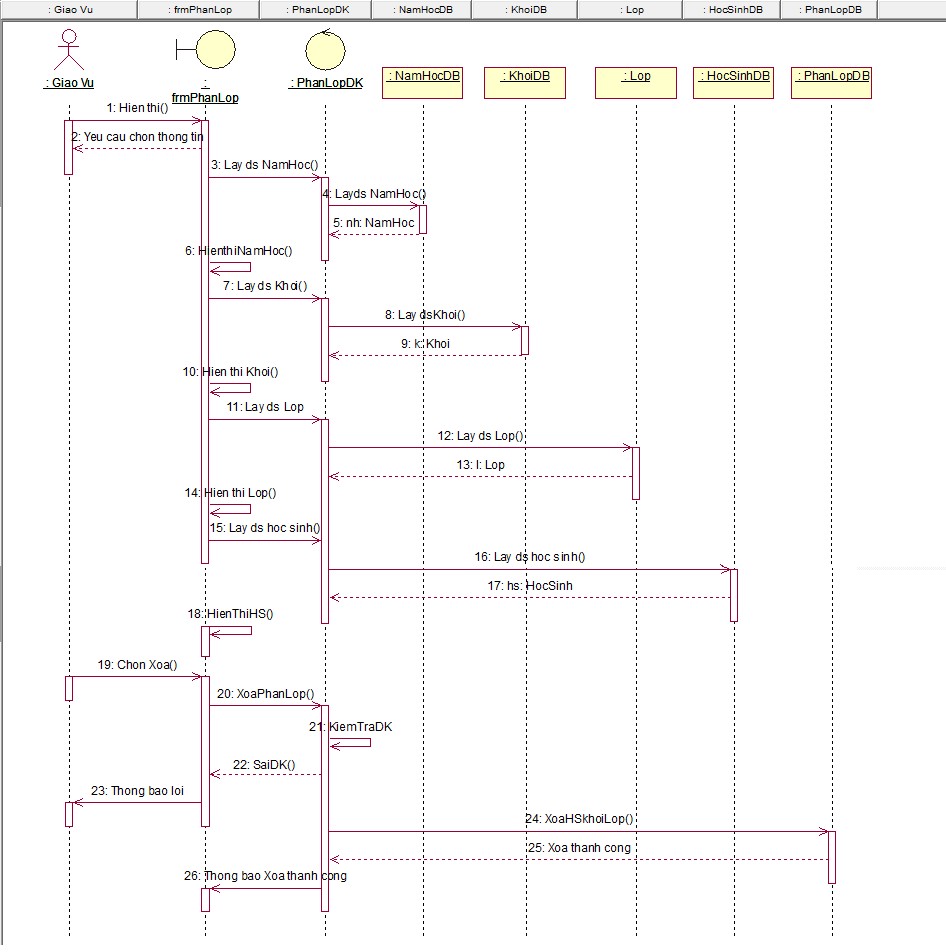 : Giao Vu
: frmPhanLop
: PhanLopDK
: NamHocDB
: KhoiDB
: Lop
: HocSinhDB
: PhanLopDB
: Giao Vu
:
frmPhanLop
: PhanLopDK
: NamHocDB
: KhoiDB
: Lop
: HocSinhDB
: PhanLopDB
1: Hien thi()
2: Yeu cau chon thong tin
3: Lay ds NamHoc()
4: Layds NamHoc()
5: nh: NamHoc
6: HienthiNamHoc()
7: Lay ds Khoi()
8: Lay dsKhoi()
9: k: Khoi
10: Hien thi Khoi()
11: Lay ds Lop
12: Lay ds Lop()
13: l: Lop
14: Hien thi Lop()
15: Lay ds hoc sinh()
16: Lay ds hoc sinh()
17: hs: HocSinh
18: HienThiHS()
19: Chon Xoa()
20: XoaPhanLop()
21: KiemTraDK
22: SaiDK()
23: Thong bao loi
24: XoaHSkhoiLop()
25: Xoa thanh cong
26: Thong bao Xoa thanh cong